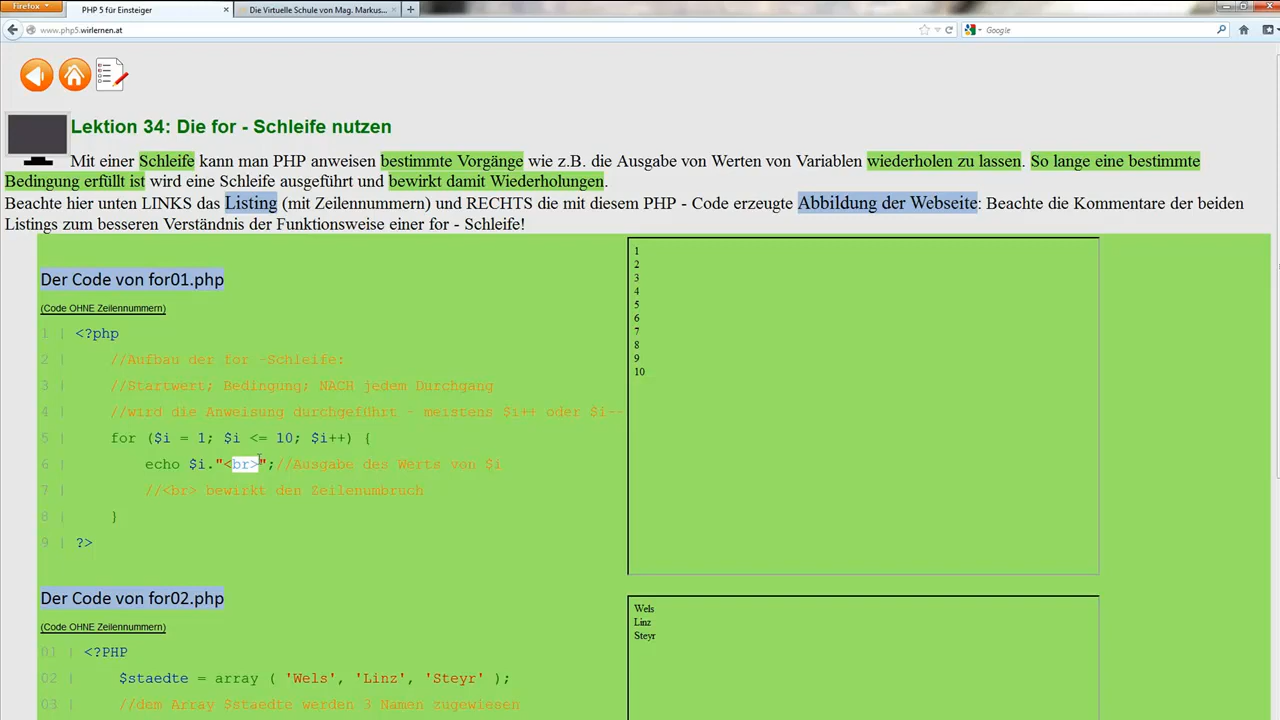 Firefox
PHP 5 für Einsteiger
Die Virtuelle Schule von Mag. Markus...
www.php5.wirlernen.at
Google
Lektion 34: Die for - Schleife nutzen
Mit einer Schleife kann man PHP anweisen bestimmte Vorgänge wie z.B. die Ausgabe von Werten von Variablen wiederholen zu lassen. So lange eine bestimmte
Bedingung erfüllt ist wird eine Schleife ausgeführt und bewirkt damit Wiederholungen.
Beachte hier unten LINKS das Listing (mit Zeilennummern) und RECHTS die mit diesem PHP - Code erzeugte Abbildung der Webseite: Beachte die Kommentare der beiden
Listings zum besseren Verständnis der Funktionsweise einer for - Schleife!
Der Code von for01.php
(Code OHNE Zeilennummern)
1 | <?php
2 | //Aufbau der for -Schleife:
3 | //Startwert; Bedingung; NACH jedem Durchgang
4 | //wird die Anweisung durchgeführt - meistens $i++ oder $i--
5 | for ($i = 1; $i <= 10; $i++) {
6 | echo $i."<br>";//Ausgabe des Werts von $i
7 | //<br> bewirkt den Zeilenumbruch
8 | }
9 | ?>
1
2
3
4
5
6
7
8
9
10
Der Code von for02.php
(Code OHNE Zeilennummern)
01 | <?PHP
02 | $staedte = array ( 'Wels', 'Linz', 'Steyr' );
03 | //dem Array $staedte werden 3 Namen zugewiesen
Wels
Linz
Steyr